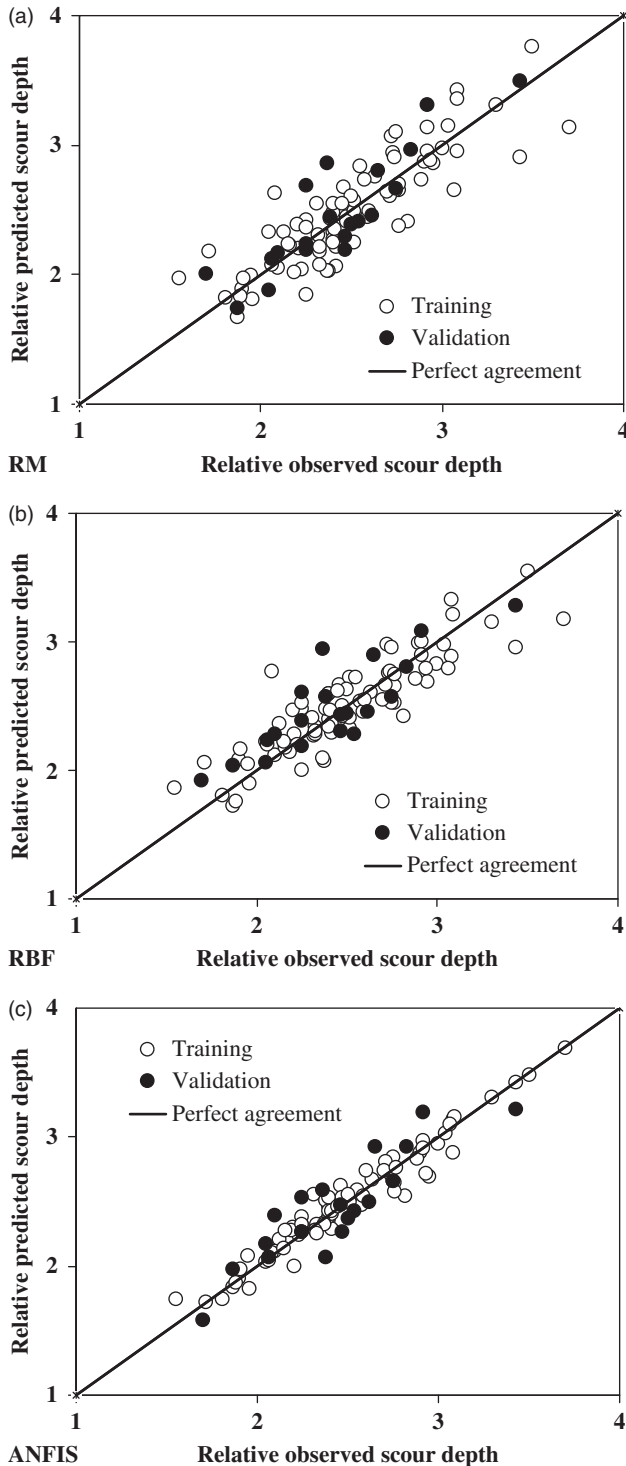 (a)
4
3
2
1
Relative predicted scour depth
Training
Validation
Perfect agreement
1 2 3 4
RM Relative observed scour depth
(b)
4
3
2
1
Relative predicted scour depth
Training
Validation
Perfect agreement
1 2 3 4
RBF Relative observed scour depth
(c)
4
3
2
1
Relative predicted scour depth
Training
Validation
Perfect agreement
1 2 3 4
ANFIS Relative observed scour depth